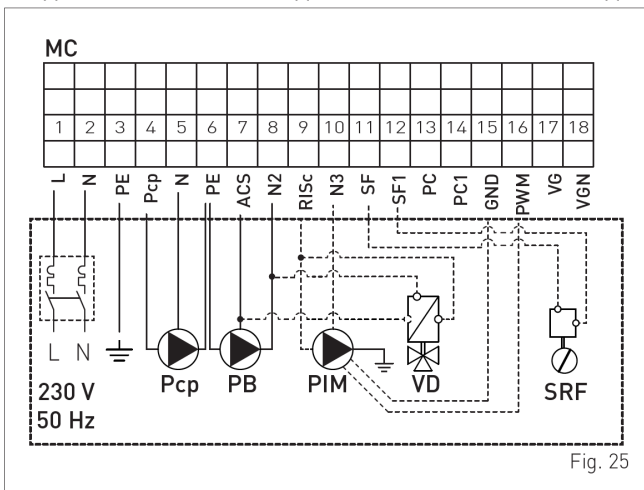 MC
1 2 3 4 5 6 7 8 9 10 11 12 13 14 15 16 17 18
L N PE Pcp N PE ACS N2 RISc N3 SF SF1 PC PC1 GND PWM VG VGN
L N
230 V
50 Hz
Pcp PB PIM VD SRF
Fig. 25